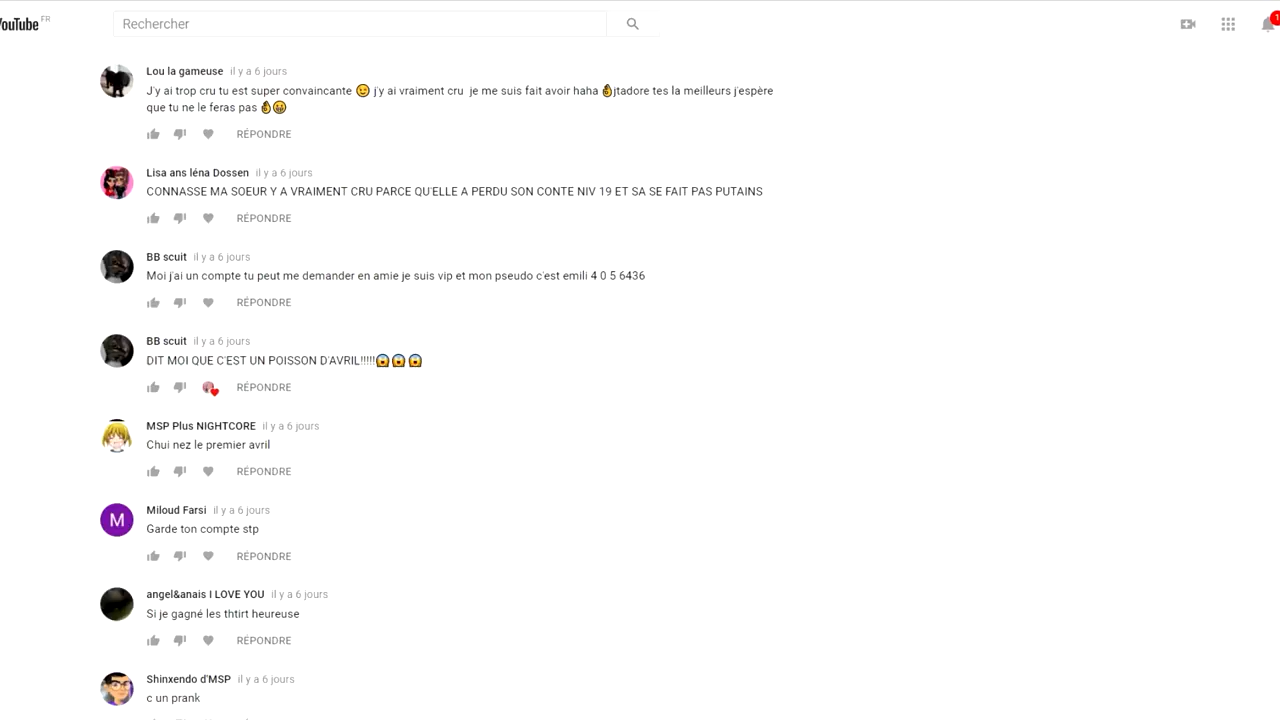 YouTube FR
Rechercher
1
Lou la gameuse il y a 6 jours
J'y ai trop cru tu est super convaincante 😉 j'y ai vraiment cru je me suis fait avoir haha 👌jtadore tes la meilleurs j'espère
que tu ne le feras pas 👌😛
RÉPONDRE
Lisa ans léna Dossen il y a 6 jours
CONNASSE MA SOEUR Y A VRAIMENT CRU PARCE QU'ELLE A PERDU SON CONTE NIV 19 ET SA SE FAIT PAS PUTAINS
RÉPONDRE
BB scuit il y a 6 jours
Moi j'ai un compte tu peut me demander en amie je suis vip et mon pseudo c'est emili 4 0 5 6436
RÉPONDRE
BB scuit il y a 6 jours
DIT MOI QUE C'EST UN POISSON D'AVRIL!!!!!😱😱😱
RÉPONDRE
MSP Plus NIGHTCORE il y a 6 jours
Chui nez le premier avril
RÉPONDRE
M
Miloud Farsi il y a 6 jours
Garde ton compte stp
RÉPONDRE
angel&anais I LOVE YOU il y a 6 jours
Si je gagné les thtirt heureuse
RÉPONDRE
Shinxendo d'MSP il y a 6 jours
c un prank